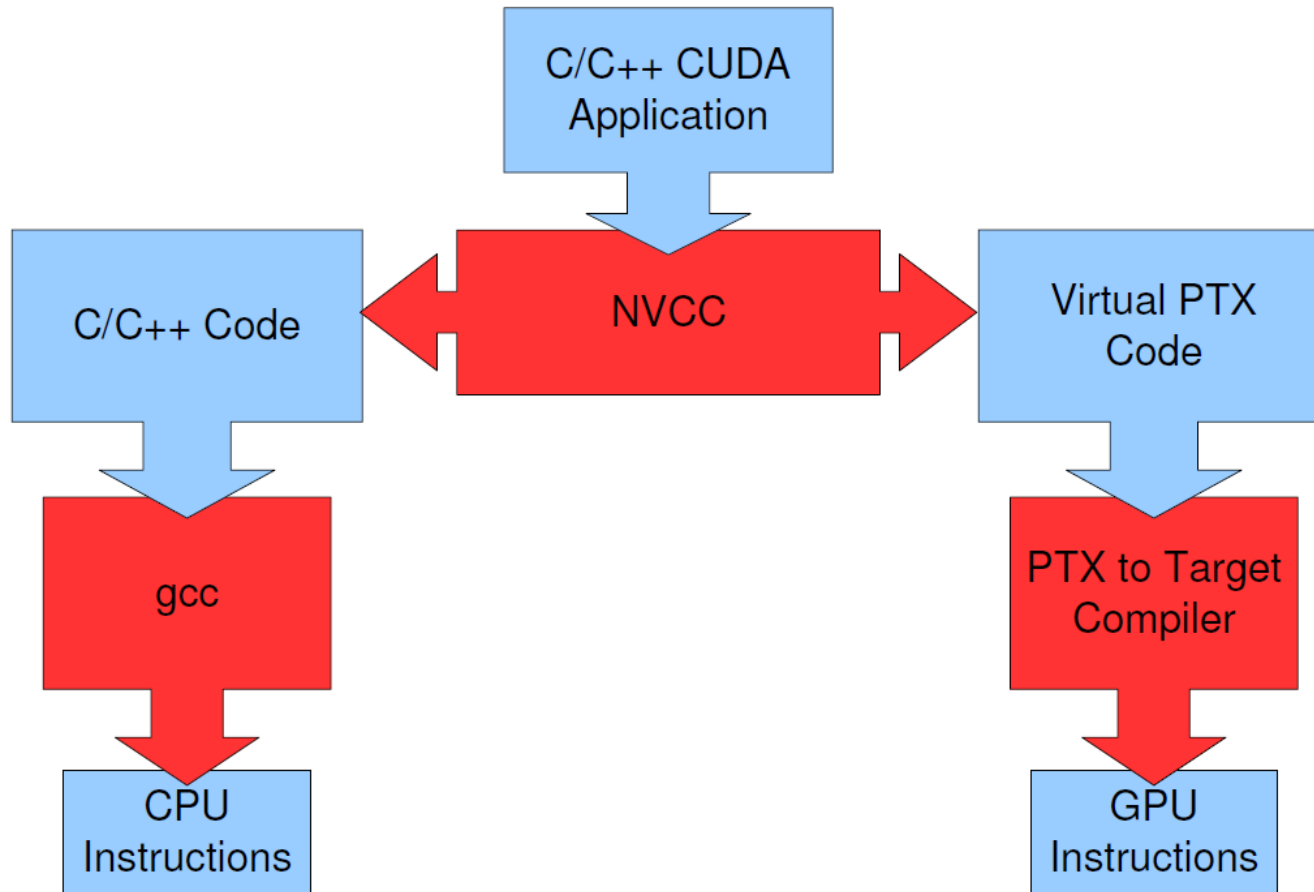 C/C++ CUDA
Application
C/C++ Code
NVCC
Virtual PTX
Code
gcc
PTX to Target
Compiler
CPU
Instructions
GPU
Instructions